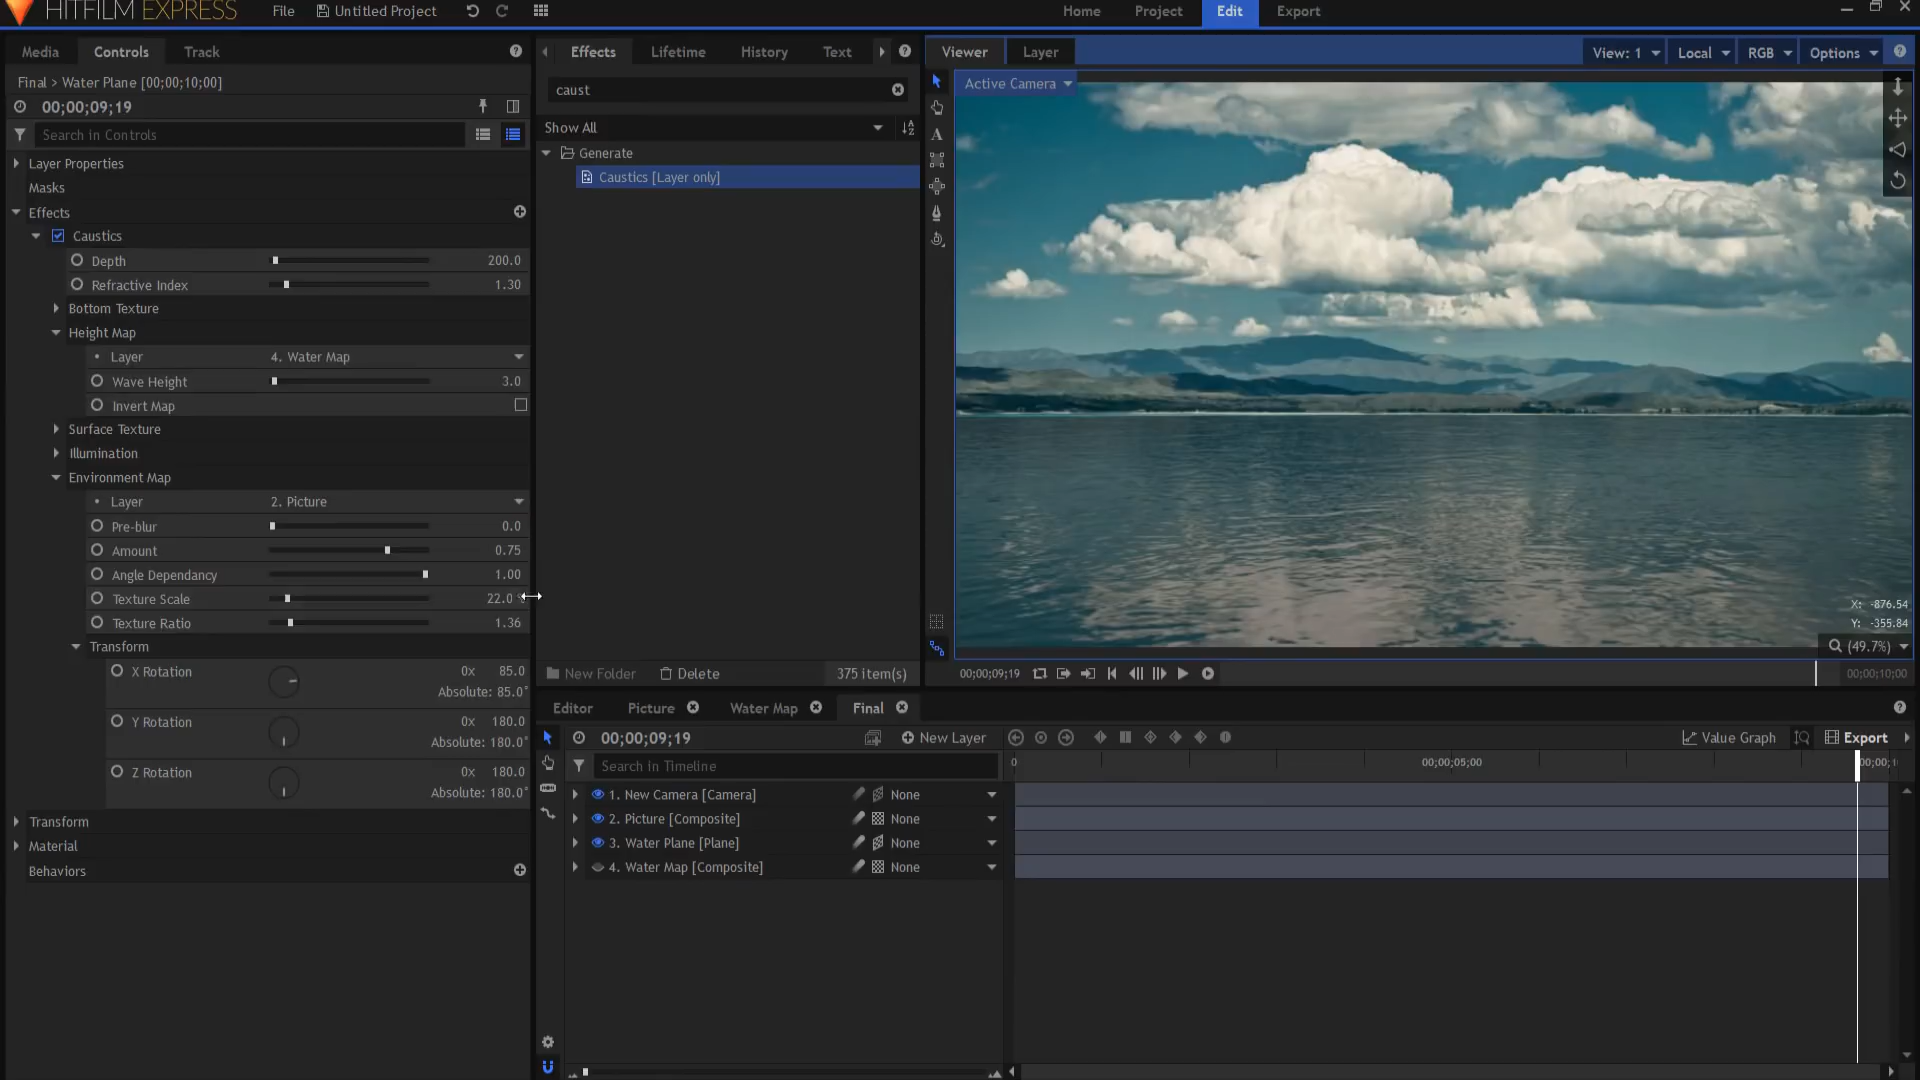 HITFILM EXPRESS
File
Untitled Project
Home
Project
Edit
Export
Media
Controls
Track
Final > Water Plane [00;00;10;00]
00;00;09;19
Search in Controls
Layer Properties
Masks
Effects
Caustics
Depth 200.0
Refractive Index 1.30
Bottom Texture
Height Map
Layer 4. Water Map
Wave Height 3.0
Invert Map
Surface Texture
Illumination
Environment Map
Layer 2. Picture
Pre-blur 0.0
Amount 0.75
Angle Dependancy 1.00
Texture Scale 22.0
Texture Ratio 1.36
Transform
X Rotation 0x 85.0
Absolute: 85.0°
Y Rotation 0x 180.0
Absolute: 180.0°
Z Rotation 0x 180.0
Absolute: 180.0°
Transform
Material
Behaviors
Effects
Lifetime
History
Text
caust
Show All
Generate
Caustics [Layer only]
New Folder
Delete
375 item(s)
Viewer
Layer
View: 1
Local
RGB
Options
Active Camera
X: -876.54
Y: -355.84
(49.7%)
00;00;09;19
00;00;10;00
Editor
Picture
Water Map
Final
00;00;09;19
New Layer
Value Graph
Export
Search in Timeline
0
00;00;05;00
1. New Camera [Camera] None
2. Picture [Composite] None
3. Water Plane [Plane] None
4. Water Map [Composite] None